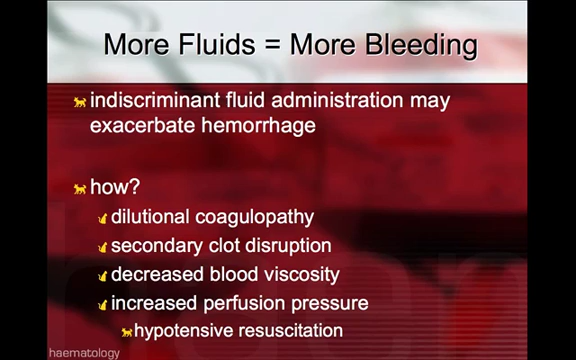 More Fluids = More Bleeding
indiscriminant fluid administration may
exacerbate hemorrhage
how?
dilutional coagulopathy
secondary clot disruption
decreased blood viscosity
increased perfusion pressure
hypotensive resuscitation
haematology